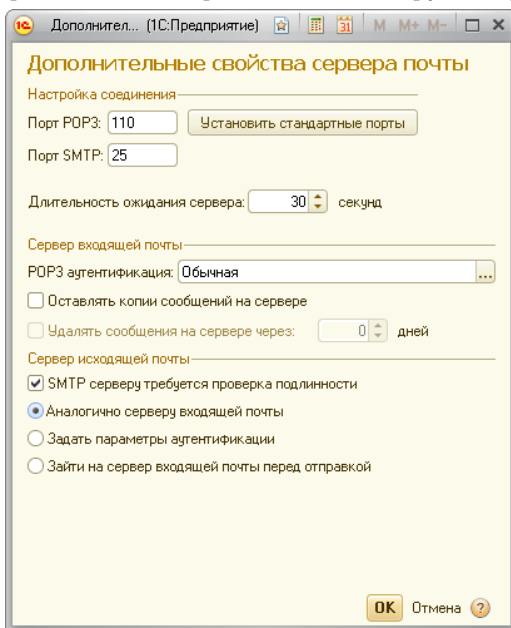 Дополнител... (1С:Предприятие) 31 M M+ M-
Дополнительные свойства сервера почты
Настройка соединения
Порт POP3: 110 Установить стандартные порты
Порт SMTP: 25
Длительность ожидания сервера: 30 секунд
Сервер входящей почты
POP3 аутентификация: Обычная ...
Оставлять копии сообщений на сервере
Удалять сообщения на сервере через: 0 дней
Сервер исходящей почты
SMTP серверу требуется проверка подлинности
Аналогично серверу входящей почты
Задать параметры аутентификации
Зайти на сервер входящей почты перед отправкой
OK Отмена ?